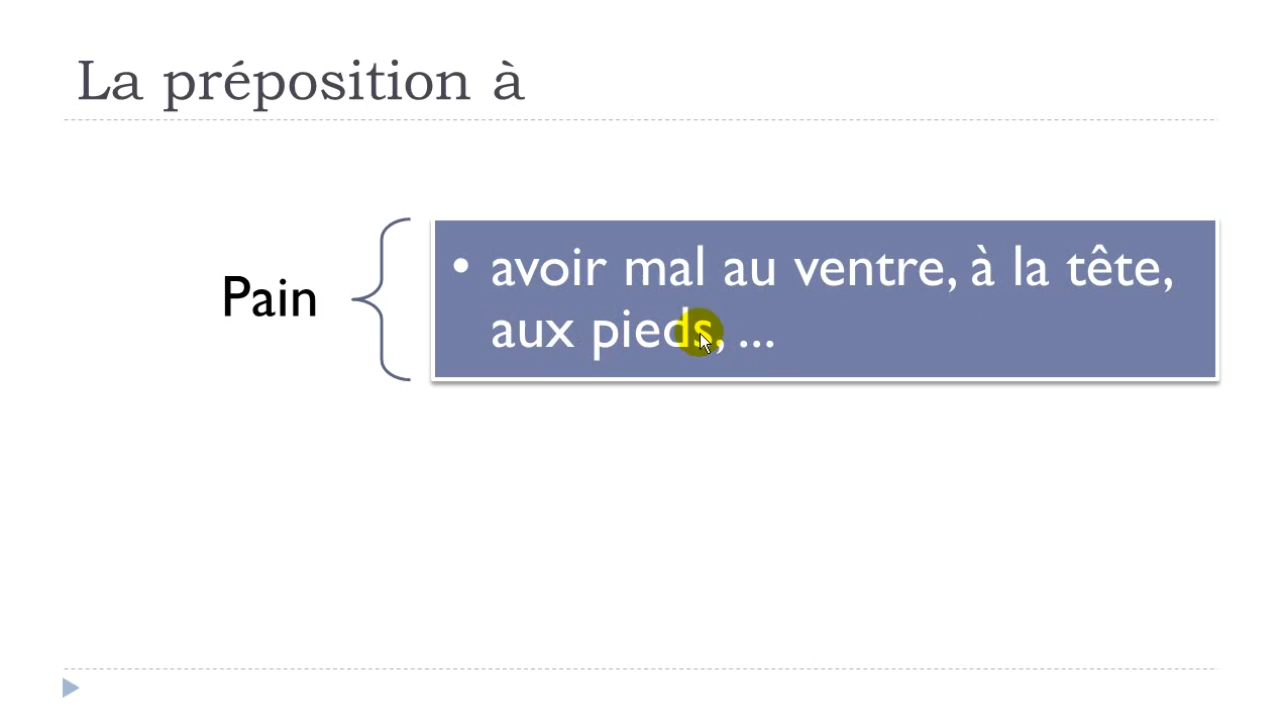 La préposition à
Pain
• avoir mal au ventre, à la tête,
aux pieds, ...